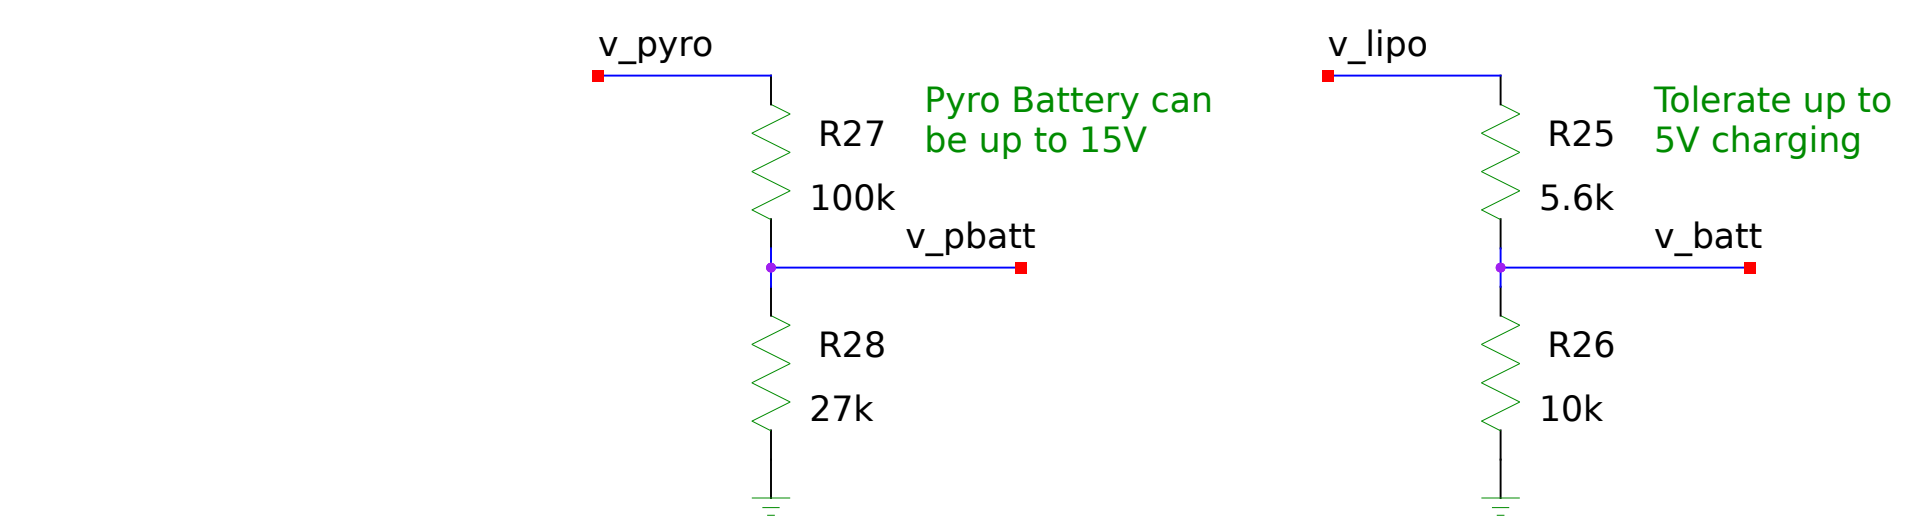 v_pyro
Pyro Battery can
be up to 15V
R27
100k
v_pbatt
R28
27k
v_lipo
Tolerate up to
5V charging
R25
5.6k
v_batt
R26
10k